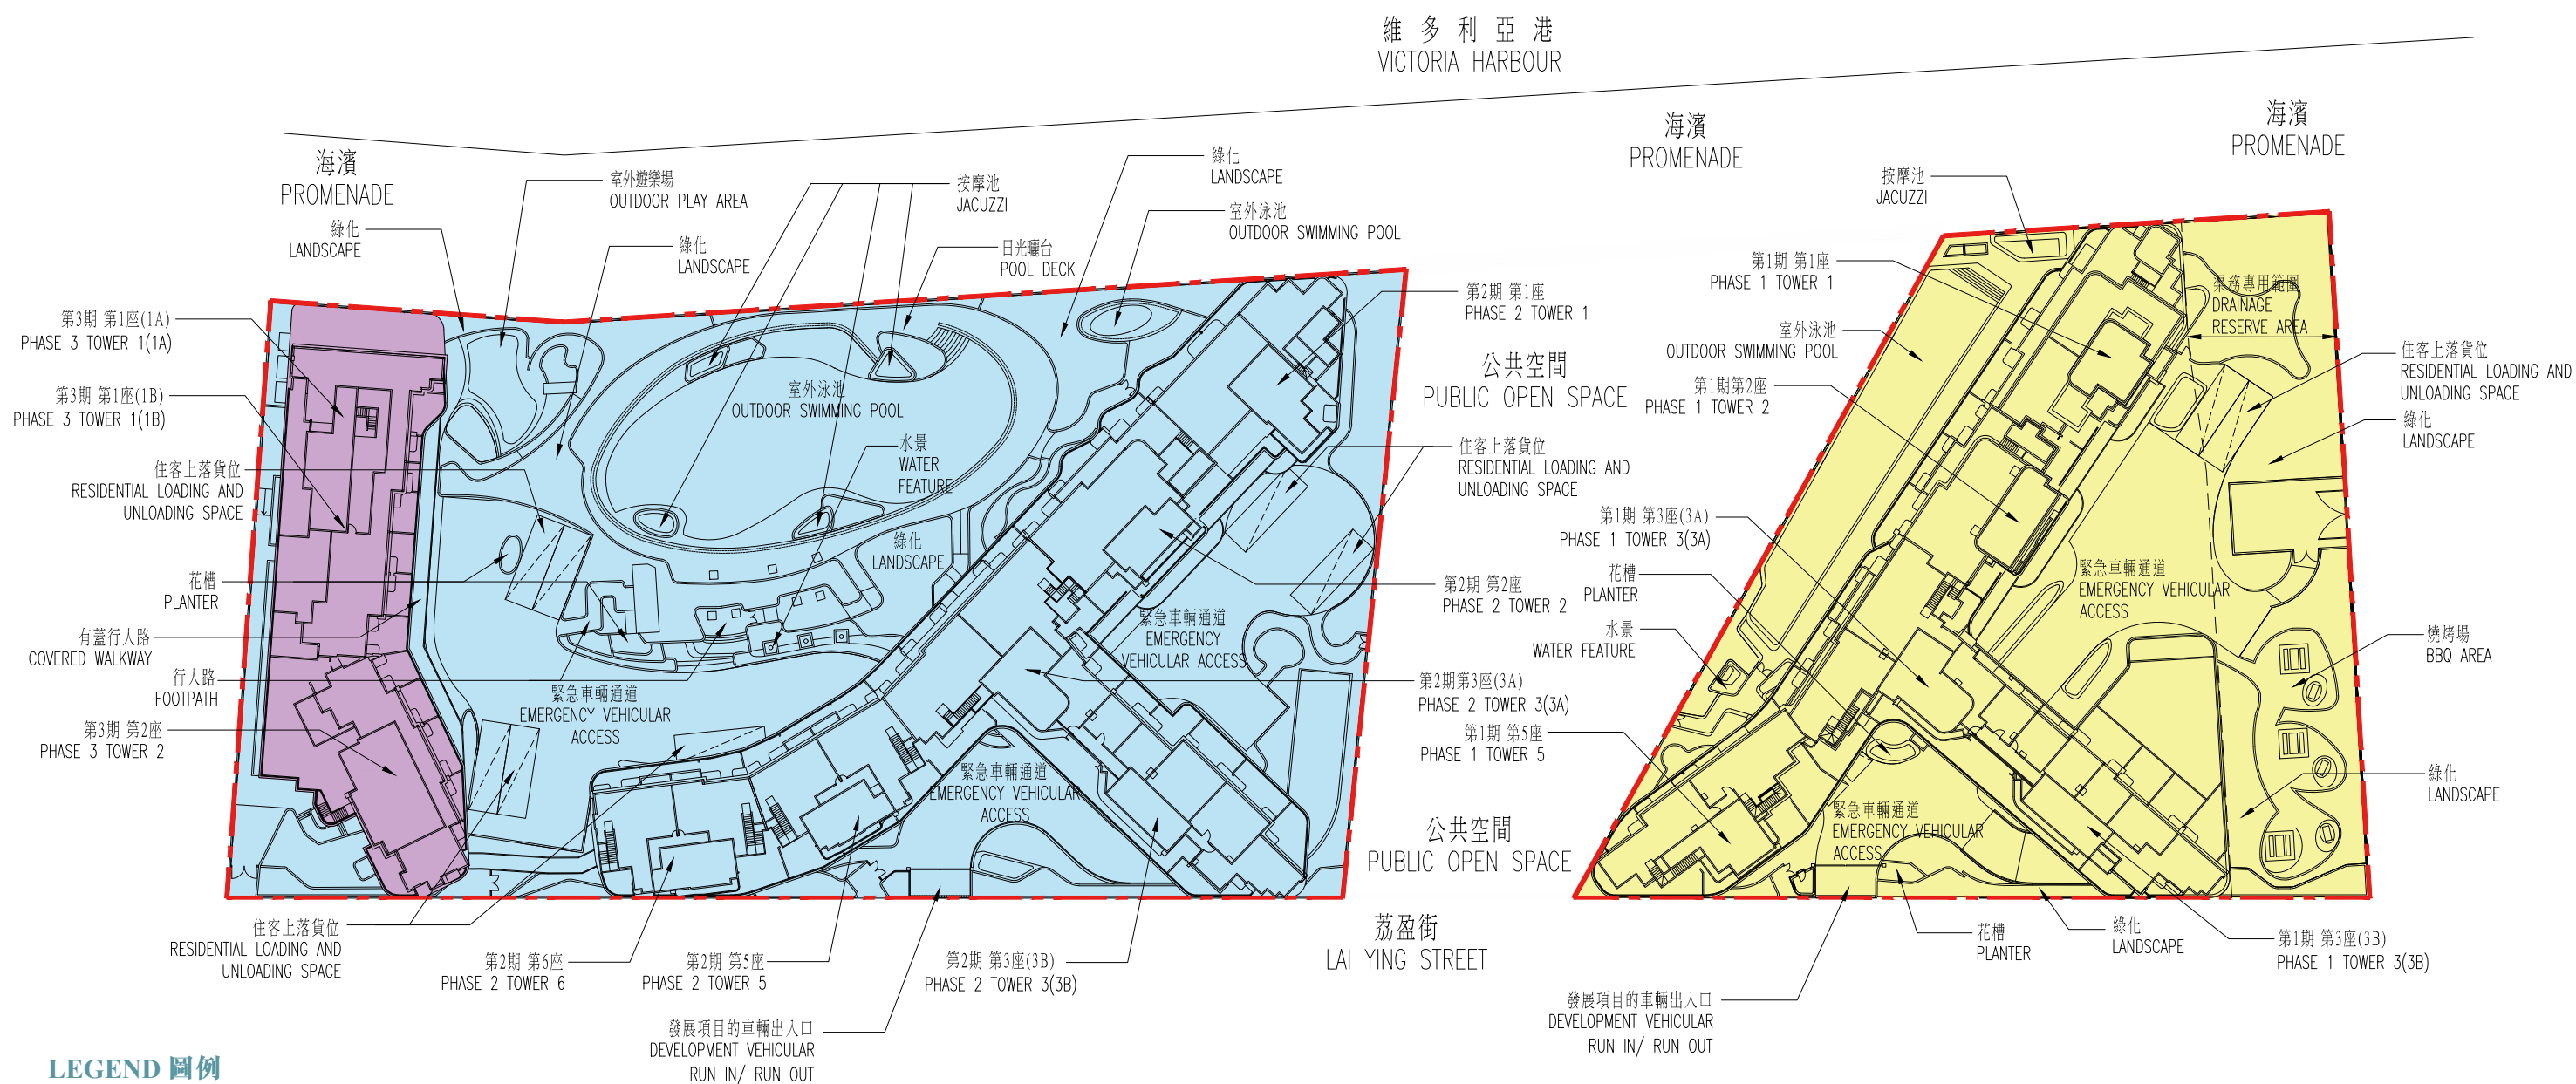 維多利亞港
VICTORIA HARBOUR
海濱
PROMENADE
海濱
PROMENADE
海濱
PROMENADE
綠化
LANDSCAPE
室外遊樂場
OUTDOOR PLAY AREA
綠化
LANDSCAPE
按摩池
JACUZZI
日光曬台
POOL DECK
綠化
LANDSCAPE
室外泳池
OUTDOOR SWIMMING POOL
第3期 第1座(1A)
PHASE 3 TOWER 1(1A)
第3期 第1座(1B)
PHASE 3 TOWER 1(1B)
住客上落貨位
RESIDENTIAL LOADING AND
UNLOADING SPACE
花槽
PLANTER
有蓋行人路
COVERED WALKWAY
行人路
FOOTPATH
第3期 第2座
PHASE 3 TOWER 2
室外泳池
OUTDOOR SWIMMING POOL
水景
WATER
FEATURE
綠化
LANDSCAPE
緊急車輛通道
EMERGENCY VEHICULAR
ACCESS
緊急車輛通道
EMERGENCY
VEHICULAR ACCESS
緊急車輛通道
EMERGENCY VEHICULAR
ACCESS
第2期 第1座
PHASE 2 TOWER 1
公共空間
PUBLIC OPEN SPACE
住客上落貨位
RESIDENTIAL LOADING AND
UNLOADING SPACE
第2期 第2座
PHASE 2 TOWER 2
第2期第3座(3A)
PHASE 2 TOWER 3(3A)
公共空間
PUBLIC OPEN SPACE
荔盈街
LAI YING STREET
住客上落貨位
RESIDENTIAL LOADING AND
UNLOADING SPACE
第2期 第6座
PHASE 2 TOWER 6
第2期 第5座
PHASE 2 TOWER 5
第2期 第3座(3B)
PHASE 2 TOWER 3(3B)
發展項目的車輛出入口
DEVELOPMENT VEHICULAR
RUN IN/ RUN OUT
按摩池
JACUZZI
第1期 第1座
PHASE 1 TOWER 1
室外泳池
OUTDOOR SWIMMING POOL
第1期第2座
PHASE 1 TOWER 2
第1期 第3座(3A)
PHASE 1 TOWER 3(3A)
花槽
PLANTER
水景
WATER FEATURE
第1期 第5座
PHASE 1 TOWER 5
渠務專用範圍
DRAINAGE
RESERVE AREA
住客上落貨位
RESIDENTIAL LOADING AND
UNLOADING SPACE
綠化
LANDSCAPE
緊急車輛通道
EMERGENCY VEHICULAR
ACCESS
燒烤場
BBQ AREA
綠化
LANDSCAPE
緊急車輛通道
EMERGENCY VEHICULAR
ACCESS
花槽
PLANTER
綠化
LANDSCAPE
第1期 第3座(3B)
PHASE 1 TOWER 3(3B)
發展項目的車輛出入口
DEVELOPMENT VEHICULAR
RUN IN/ RUN OUT
LEGEND 圖例